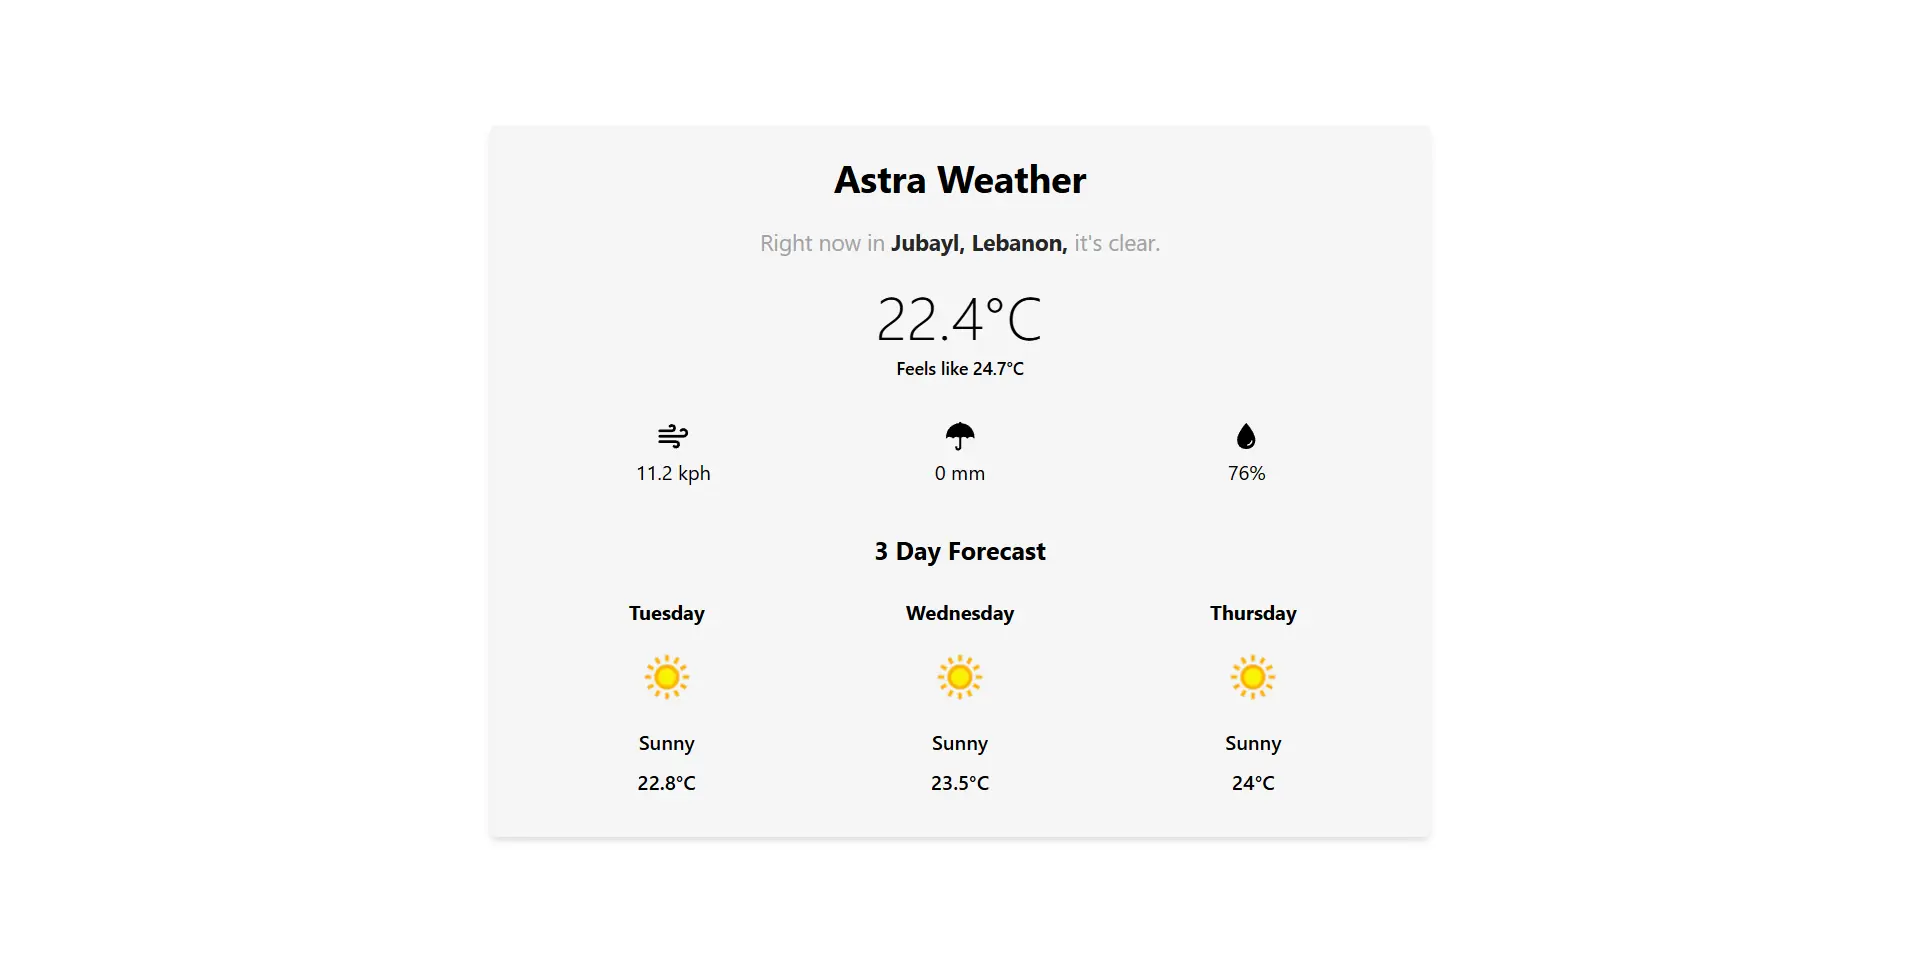 Astra Weather
Right now in Jubayl, Lebanon, it's clear.
22.4°C
Feels like 24.7°C
11.2 kph
0 mm
76%
3 Day Forecast
Tuesday
Wednesday
Thursday
Sunny
Sunny
Sunny
22.8°C
23.5°C
24°C